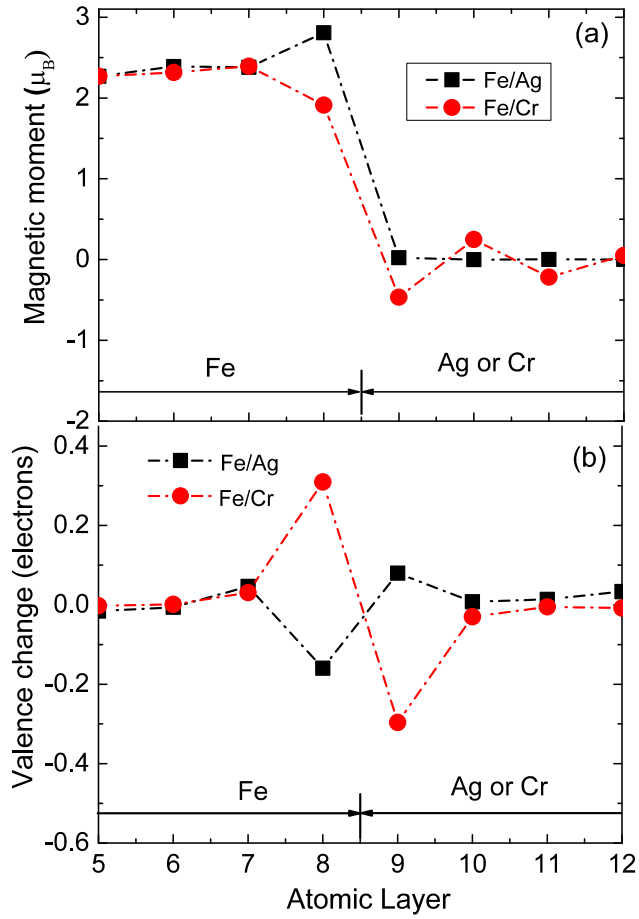 (a)
Magnetic moment (μB)
3
2
1
0
-1
-2
Fe/Ag
Fe/Cr
Fe
Ag or Cr
(b)
Valence change (electrons)
0.4
0.2
0.0
-0.2
-0.4
-0.6
Fe/Ag
Fe/Cr
Fe
Ag or Cr
5 6 7 8 9 10 11 12
Atomic Layer